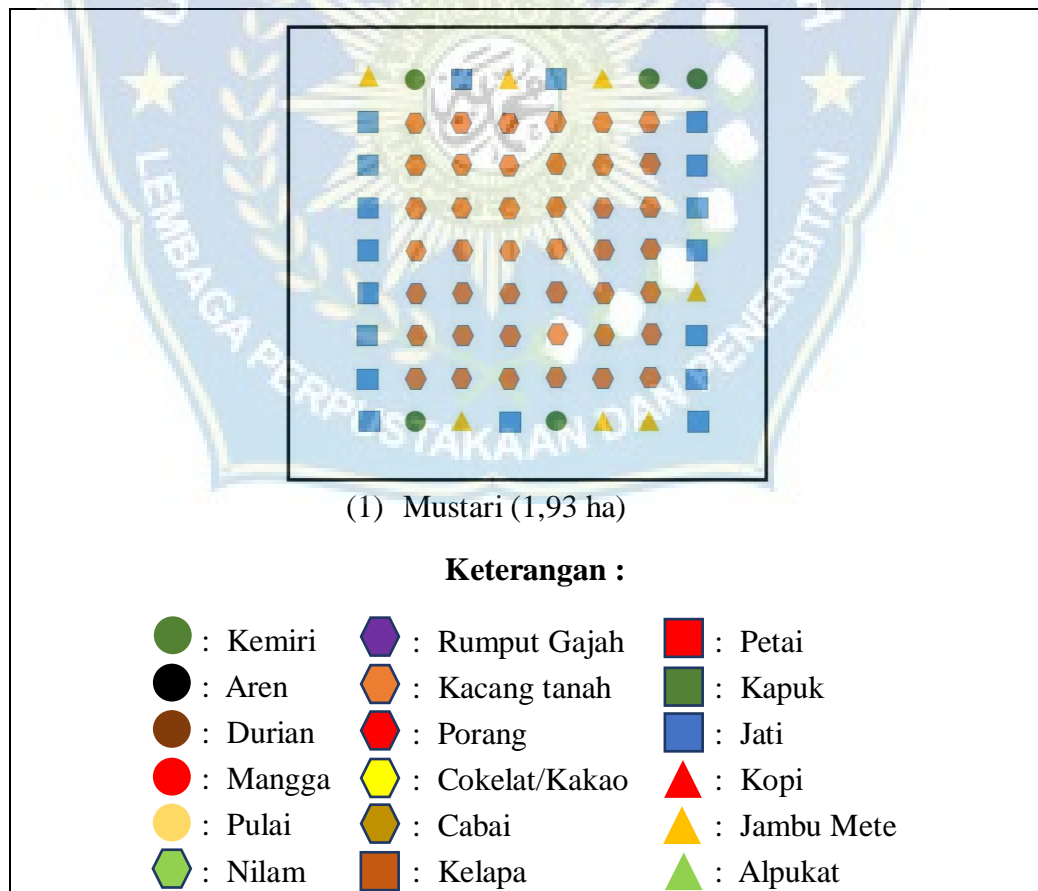 LEMBAGA PERPUSTAKAAN DAN PENERBITAN
(1) Mustari (1,93 ha)
Keterangan :
: Kemiri : Rumput Gajah : Petai
: Aren : Kacang tanah : Kapuk
: Durian : Porang : Jati
: Mangga : Cokelat/Kakao : Kopi
: Pulai : Cabai : Jambu Mete
: Nilam : Kelapa : Alpukat